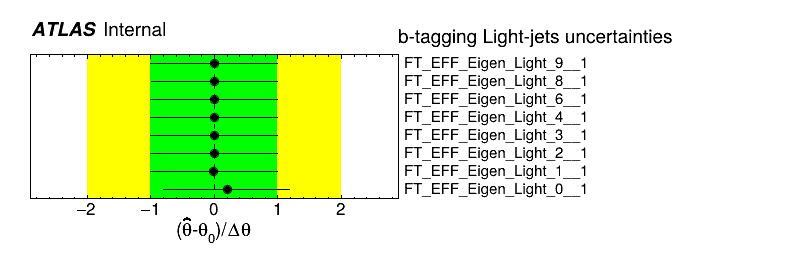 ATLAS Internal
b-tagging Light-jets uncertainties
FT_EFF_Eigen_Light_9__1
FT_EFF_Eigen_Light_8__1
FT_EFF_Eigen_Light_6__1
FT_EFF_Eigen_Light_4__1
FT_EFF_Eigen_Light_3__1
FT_EFF_Eigen_Light_2__1
FT_EFF_Eigen_Light_1__1
FT_EFF_Eigen_Light_0__1
−2 −1 0 1 2
(θ̂-θ₀)/Δθ